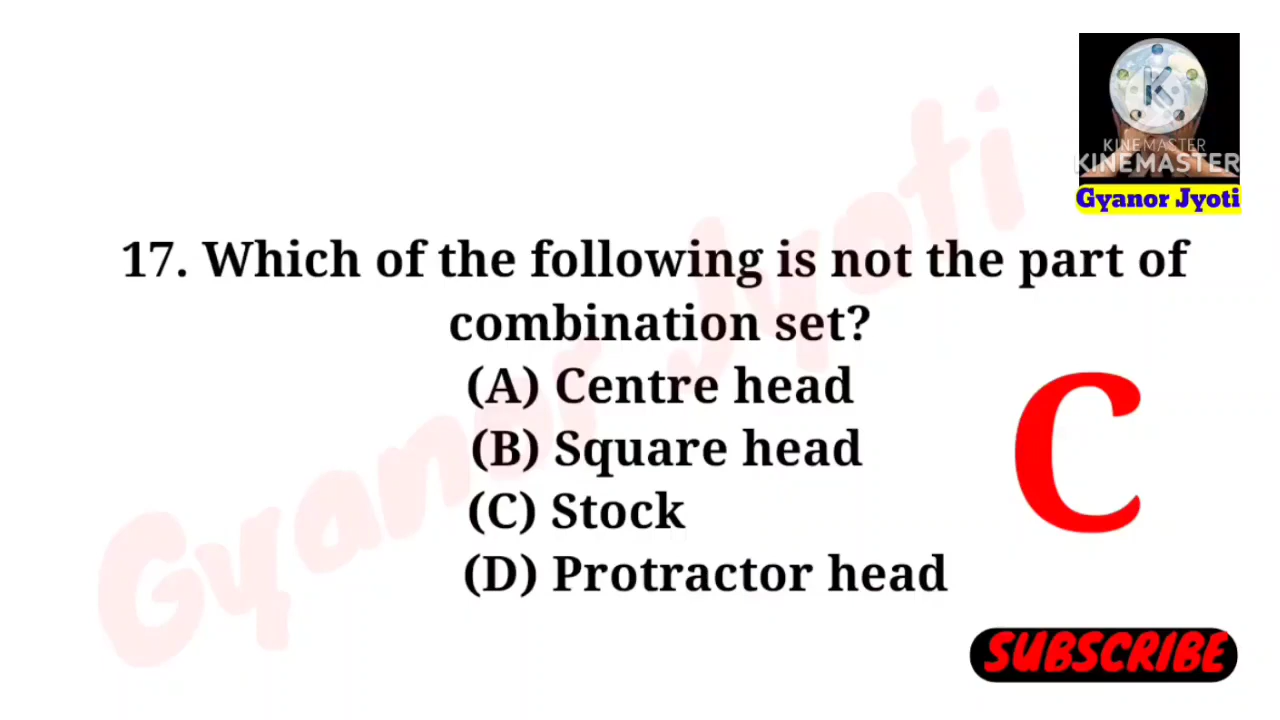 KINEMASTER
KINEMASTER
Gyanor Jyoti
17. Which of the following is not the part of
combination set?
(A) Centre head
(B) Square head
(C) Stock
(D) Protractor head
C
Gyanor Jyoti
SUBSCRIBE